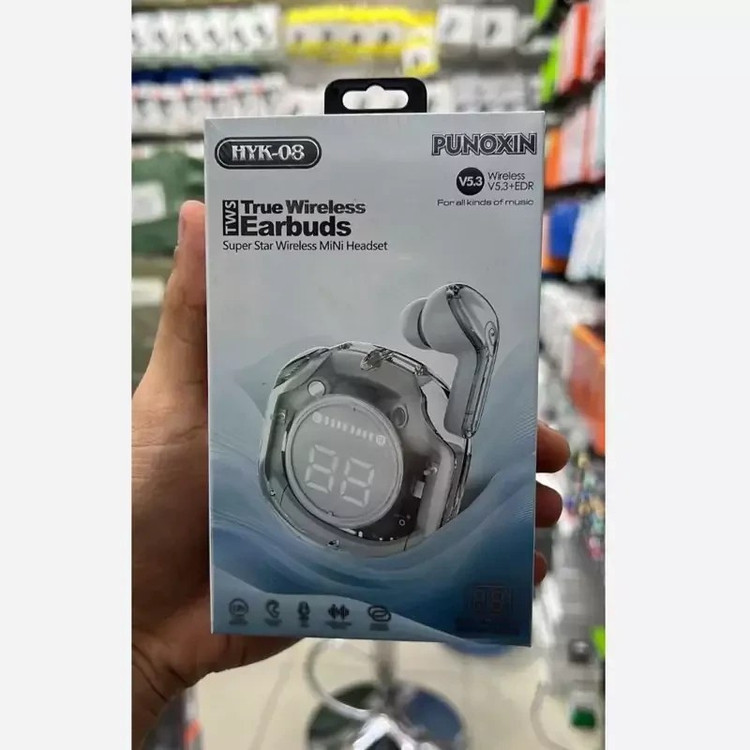 HYK-08
PUNOXIN
V5.3
Wireless
V5.3+EDR
For all kinds of music
TWS
True Wireless
Earbuds
Super Star Wireless MiNi Headset
88